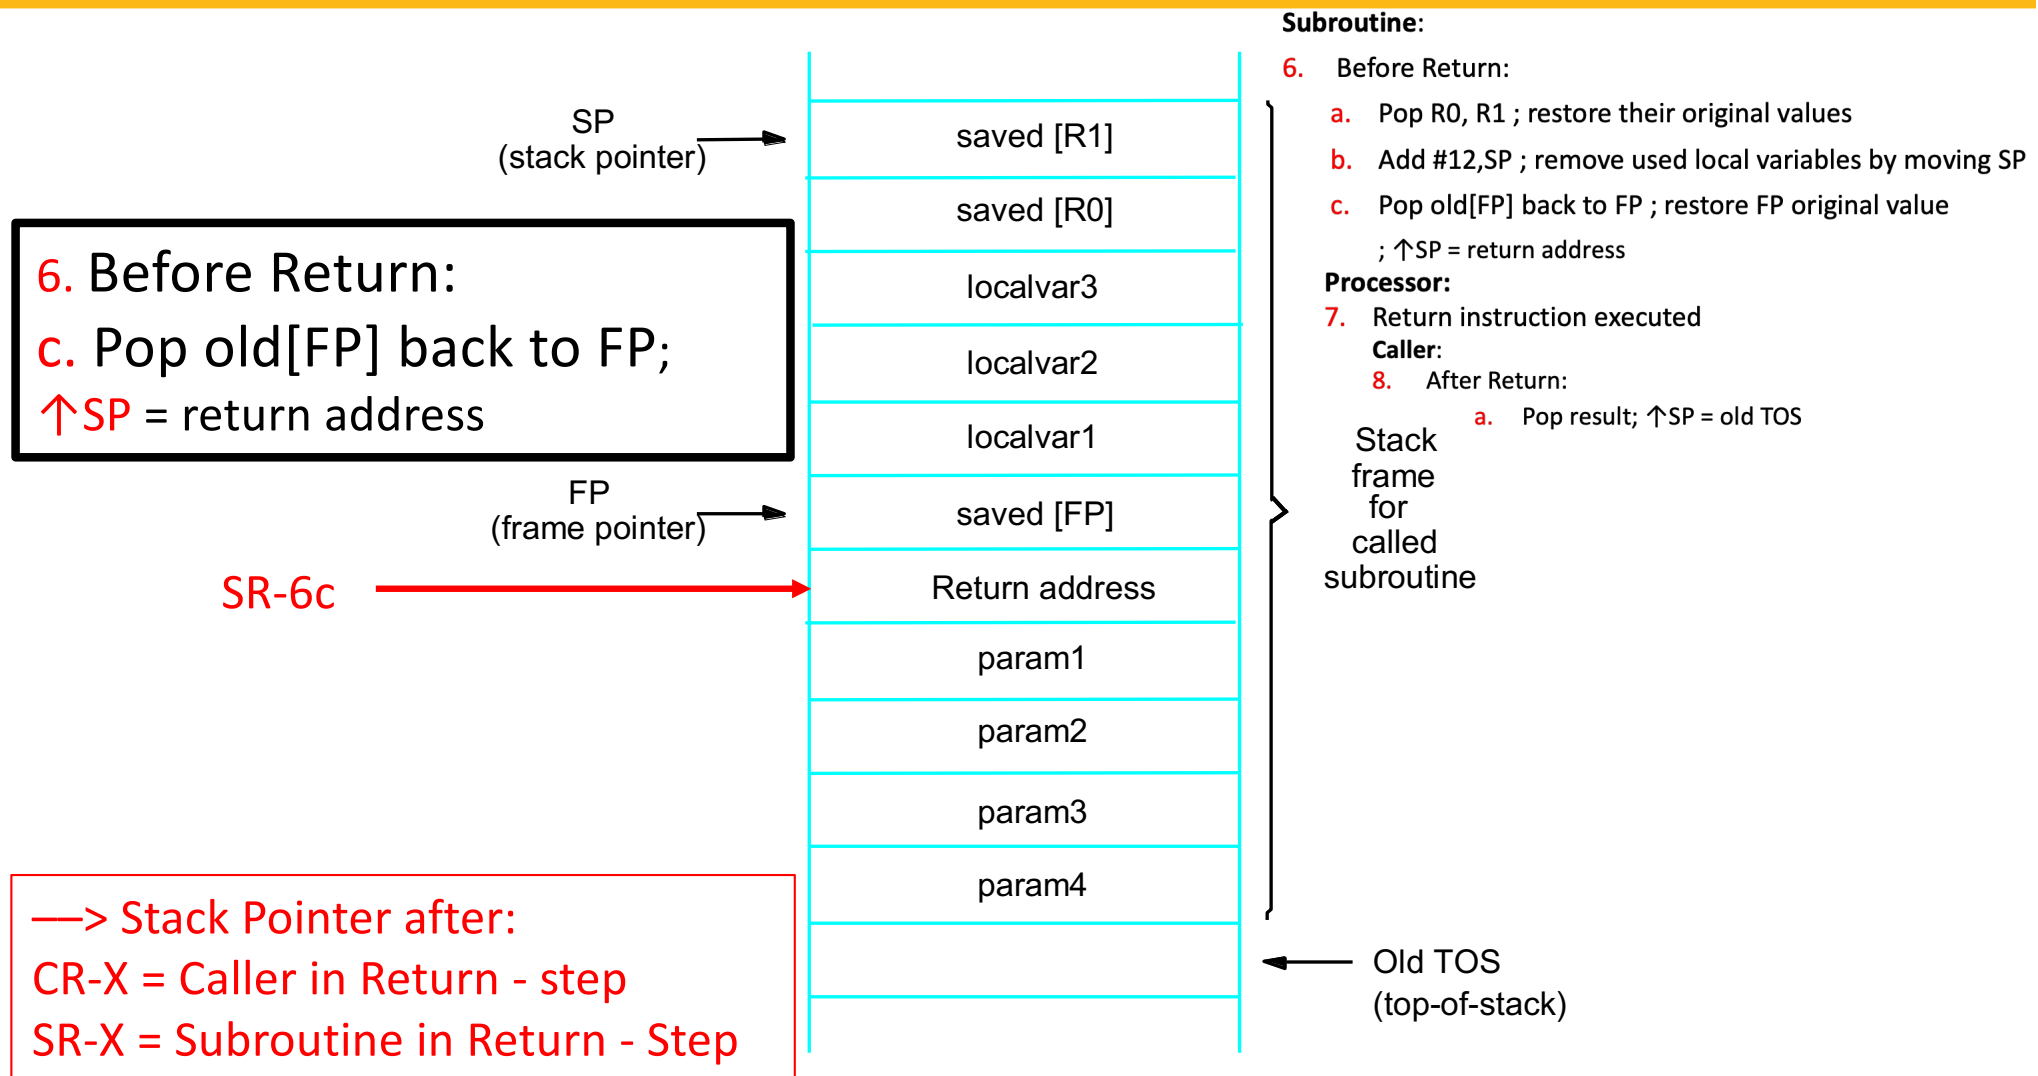 Subroutine:
6. Before Return:
a. Pop R0, R1 ; restore their original values
b. Add #12,SP ; remove used local variables by moving SP
c. Pop old[FP] back to FP ; restore FP original value
; ↑SP = return address
Processor:
7. Return instruction executed
Caller:
8. After Return:
a. Pop result; ↑SP = old TOS
Stack
frame
for
called
subroutine
SP
(stack pointer)
6. Before Return:
c. Pop old[FP] back to FP;
↑SP = return address
FP
(frame pointer)
SR-6c
saved [R1]
saved [R0]
localvar3
localvar2
localvar1
saved [FP]
Return address
param1
param2
param3
param4
Old TOS
(top-of-stack)
—> Stack Pointer after:
CR-X = Caller in Return - step
SR-X = Subroutine in Return - Step